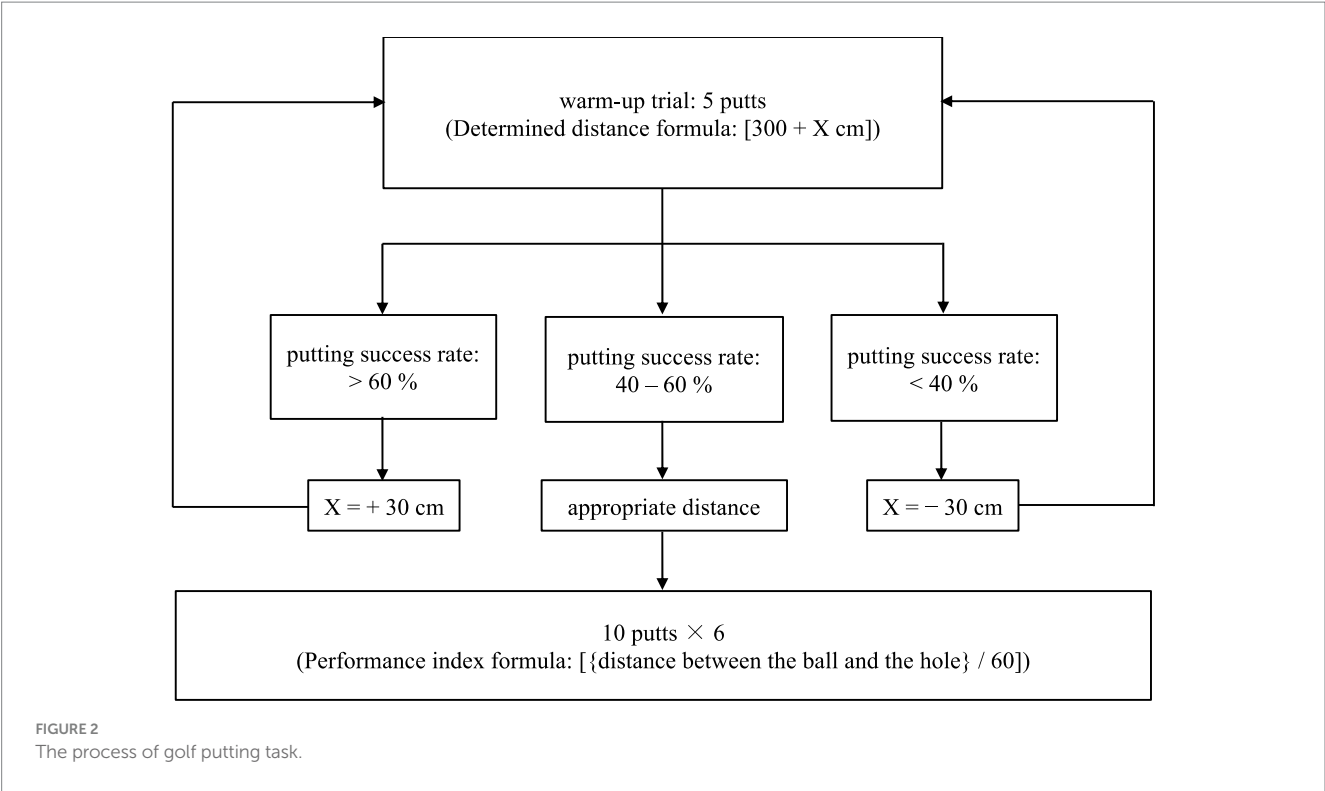 warm-up trial: 5 putts
(Determined distance formula: [300 + X cm])
putting success rate:
> 60 %
putting success rate:
40 – 60 %
putting success rate:
< 40 %
X = + 30 cm
appropriate distance
X = − 30 cm
10 putts × 6
(Performance index formula: [{distance between the ball and the hole} / 60])
FIGURE 2
The process of golf putting task.